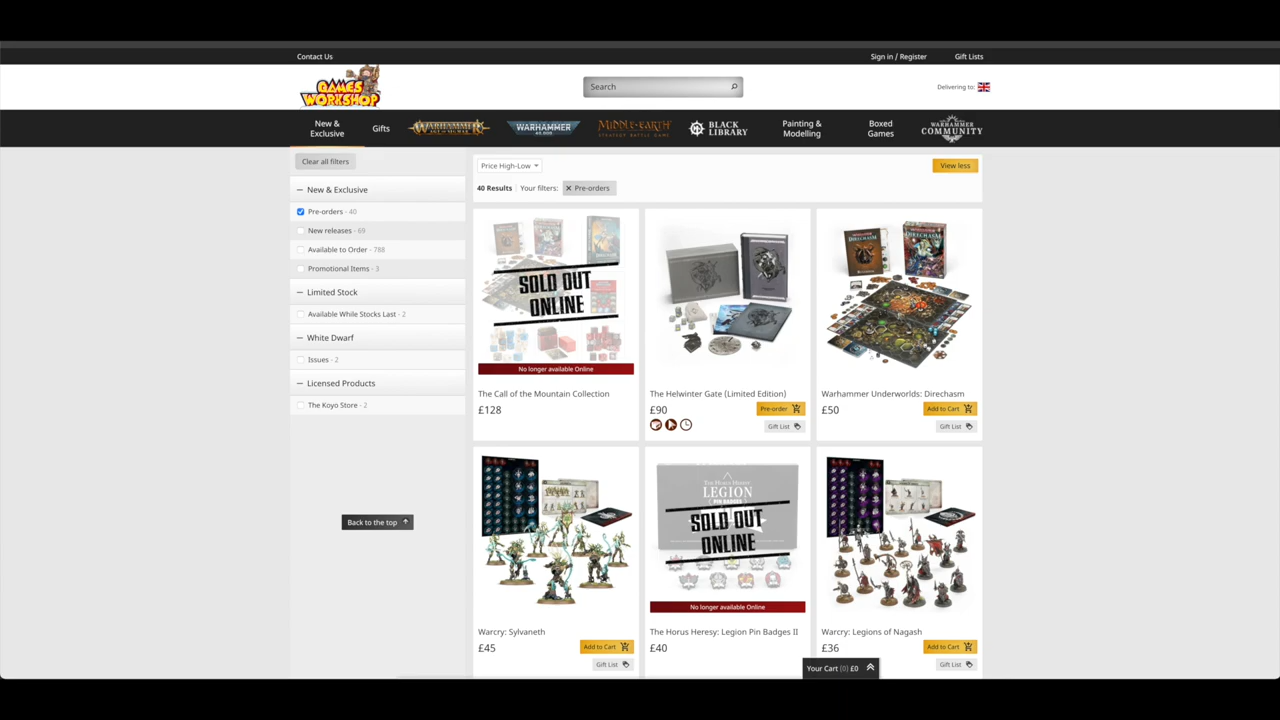 Contact Us
Sign in / Register
Gift Lists
GAMES WORKSHOP
Search
Delivering to:
New & Exclusive
Gifts
WARHAMMER
WARHAMMER 40,000
MIDDLE-EARTH
STRATEGY BATTLE GAME
BLACK LIBRARY
Painting & Modelling
Boxed Games
WARHAMMER COMMUNITY
Clear all filters
New & Exclusive
Pre-orders - 40
New releases - 69
Available to Order - 788
Promotional Items - 3
Limited Stock
Available While Stocks Last - 2
White Dwarf
Issues - 2
Licensed Products
The Koyo Store - 2
Back to the top
Price High-Low
View less
40 Results Your filters: Pre-orders
SOLD OUT
ONLINE
No longer available Online
The Call of the Mountain Collection
£128
The Helwinter Gate (Limited Edition)
£90
Pre-order
Gift List
DIRECHASM
DIRECHASM
Warhammer Underworlds: Direchasm
£50
Add to Cart
Gift List
Warcry: Sylvaneth
£45
Add to Cart
Gift List
THE HORUS HERESY
LEGION
PIN BADGES
SOLD OUT
ONLINE
No longer available Online
The Horus Heresy: Legion Pin Badges II
£40
Warcry: Legions of Nagash
£36
Add to Cart
Gift List
Your Cart (0) £0